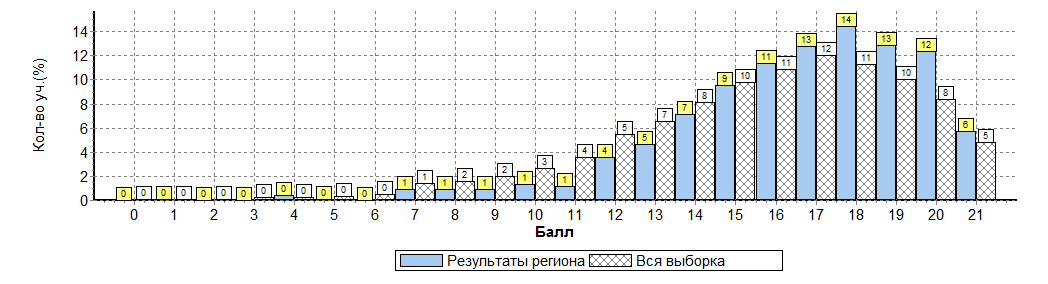 Кол-во уч.(%)
14
12
10
8
6
4
2
0
0 0 0 0 0 0 0 0 0 0 0 0 0 0 1 1 1 2 1 2 1 3 1 4 4 5 5 7 7 8 9 10 11 11 13 12 14 11 13 10 12 8 6 5
0 1 2 3 4 5 6 7 8 9 10 11 12 13 14 15 16 17 18 19 20 21
Балл
Результаты региона Вся выборка